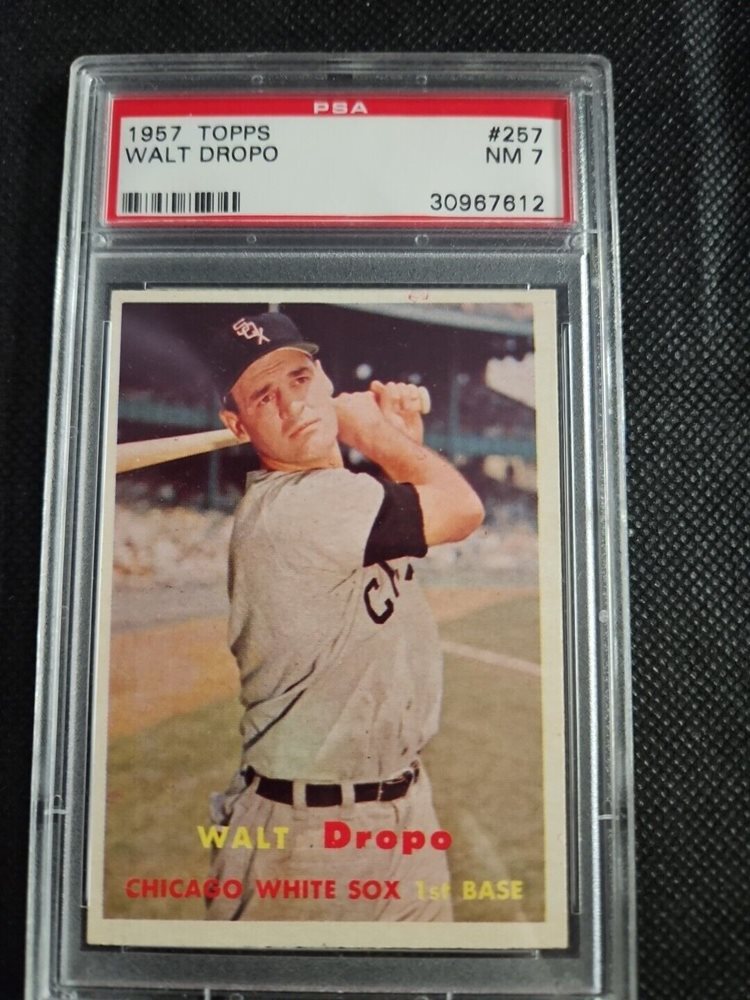 PSA
1957 TOPPS #257
WALT DROPO NM 7
30967612
SOX
WALT Dropo
CHICAGO WHITE SOX 1st BASE